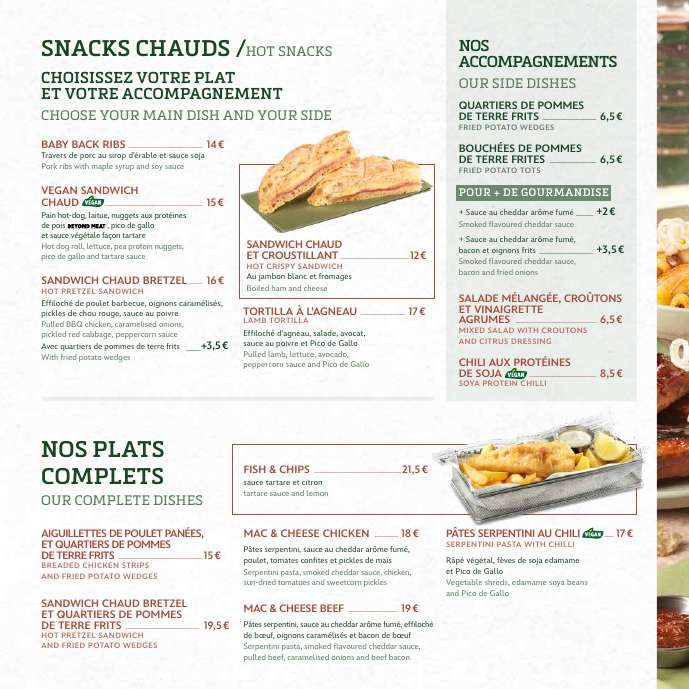 SNACKS CHAUDS / HOT SNACKS
CHOISISSEZ VOTRE PLAT
ET VOTRE ACCOMPAGNEMENT
CHOOSE YOUR MAIN DISH AND YOUR SIDE
BABY BACK RIBS 14 €
Travers de porc au sirop d'érable et sauce soja
Pork ribs with maple syrup and soy sauce
VEGAN SANDWICH
CHAUD VEGAN 15 €
Pain hot-dog, laitue, nuggets aux protéines
de pois BEYOND MEAT, pico de gallo
et sauce végétale façon tartare
Hot dog roll, lettuce, pea protein nuggets,
pico de gallo and tartare sauce
SANDWICH CHAUD BRETZEL 16 €
HOT PRETZEL SANDWICH
Effiloché de poulet barbecue, oignons caramélisés,
pickles de chou rouge, sauce au poivre
Pulled BBQ chicken, caramelised onions,
pickled red cabbage, peppercorn sauce
Avec quartiers de pommes de terre frits +3,5 €
With fried potato wedges
SANDWICH CHAUD
ET CROUSTILLANT 12 €
HOT CRISPY SANDWICH
Au jambon blanc et fromages
Boiled ham and cheese
TORTILLA À L'AGNEAU 17 €
LAMB TORTILLA
Effiloché d'agneau, salade, avocat,
sauce au poivre et Pico de Gallo
Pulled lamb, lettuce, avocado,
peppercorn sauce and Pico de Gallo
NOS
ACCOMPAGNEMENTS
OUR SIDE DISHES
QUARTIERS DE POMMES
DE TERRE FRITS 6,5 €
FRIED POTATO WEDGES
BOUCHÉES DE POMMES
DE TERRE FRITES 6,5 €
FRIED POTATO TOTS
POUR + DE GOURMANDISE
+ Sauce au cheddar arôme fumé +2 €
Smoked flavoured cheddar sauce
+ Sauce au cheddar arôme fumé,
bacon et oignons frits +3,5 €
Smoked flavoured cheddar sauce,
bacon and fried onions
SALADE MÉLANGÉE, CROÛTONS
ET VINAIGRETTE
AGRUMES 6,5 €
MIXED SALAD WITH CROUTONS
AND CITRUS DRESSING
CHILI AUX PROTÉINES
DE SOJA VEGAN 8,5 €
SOYA PROTEIN CHILLI
NOS PLATS
COMPLETS
OUR COMPLETE DISHES
FISH & CHIPS 21,5 €
sauce tartare et citron
tartare sauce and lemon
AIGUILLETTES DE POULET PANÉES,
ET QUARTIERS DE POMMES
DE TERRE FRITS 15 €
BREADED CHICKEN STRIPS
AND FRIED POTATO WEDGES
SANDWICH CHAUD BRETZEL
ET QUARTIERS DE POMMES
DE TERRE FRITS 19,5 €
HOT PRETZEL SANDWICH
AND FRIED POTATO WEDGES
MAC & CHEESE CHICKEN 18 €
Pâtes serpentini, sauce au cheddar arôme fumé,
poulet, tomates confites et pickles de maïs
Serpentini pasta, smoked cheddar sauce, chicken,
sun-dried tomatoes and sweetcorn pickles
MAC & CHEESE BEEF 19 €
Pâtes serpentini, sauce au cheddar arôme fumé, effiloché
de bœuf, oignons caramélisés et bacon de bœuf
Serpentini pasta, smoked flavoured cheddar sauce,
pulled beef, caramelised onions and beef bacon
PÂTES SERPENTINI AU CHILI VEGAN 17 €
SERPENTINI PASTA WITH CHILLI
Râpé végétal, fèves de soja edamame
et Pico de Gallo
Vegetable shreds, edamame soya beans
and Pico de Gallo